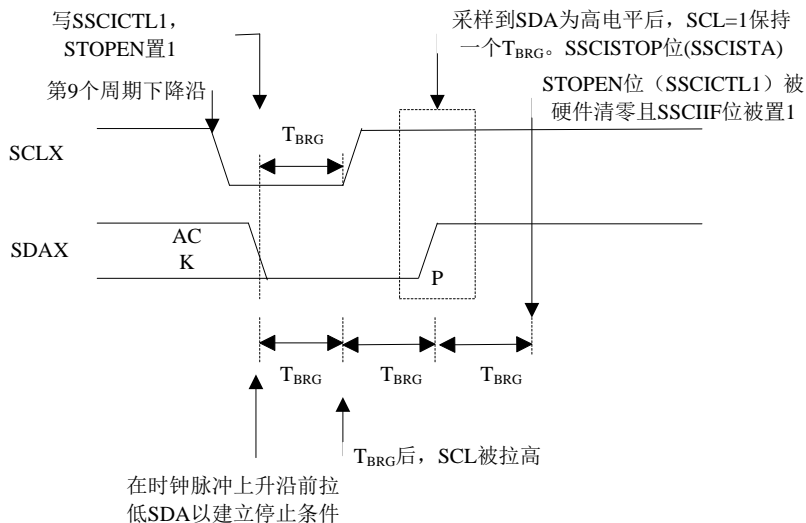 写SSCICTL1，
STOPEN置1
采样到SDA为高电平后，SCL=1保持
一个TBRG。SSCISTOP位(SSCISTA)
第9个周期下降沿
STOPEN位（SSCICTL1）被
硬件清零且SSCIIF位被置1
TBRG
SCLX
SDAX
AC
K
P
TBRG
TBRG
TBRG
TBRG后，SCL被拉高
在时钟脉冲上升沿前拉
低SDA以建立停止条件